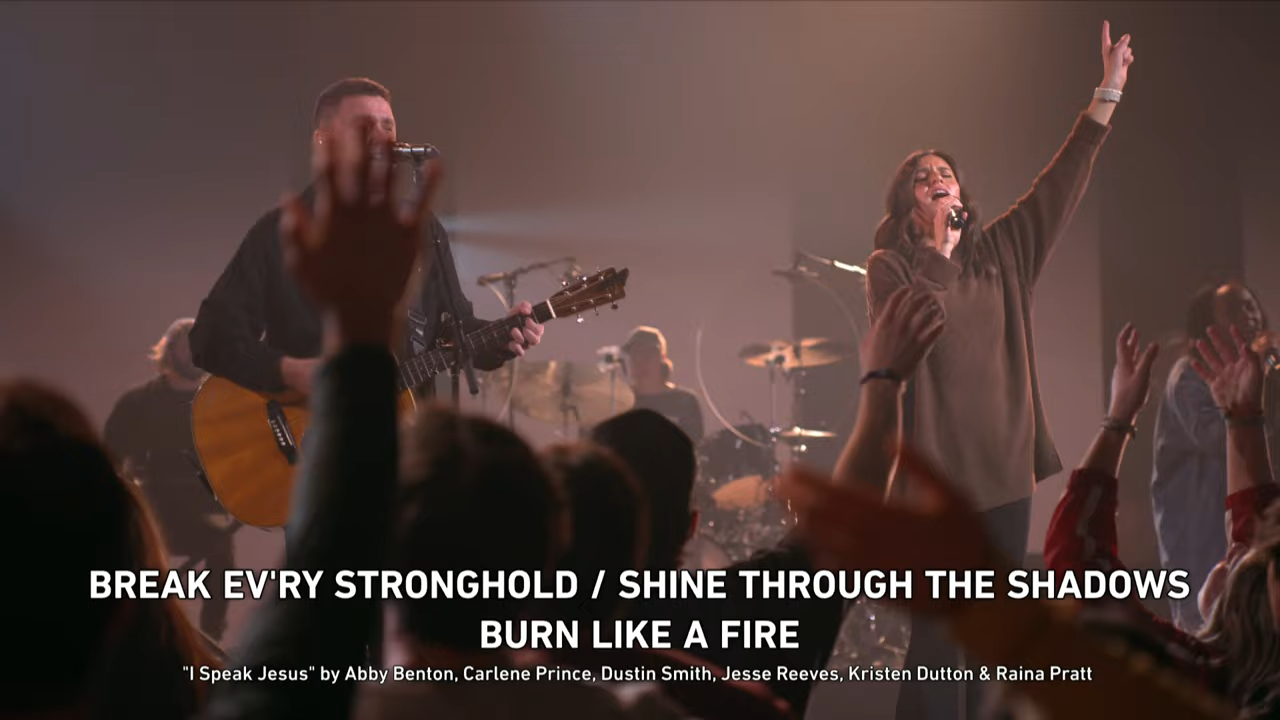 BREAK EV'RY STRONGHOLD / SHINE THROUGH THE SHADOWS
BURN LIKE A FIRE
"I Speak Jesus" by Abby Benton, Carlene Prince, Dustin Smith, Jesse Reeves, Kristen Dutton & Raina Pratt